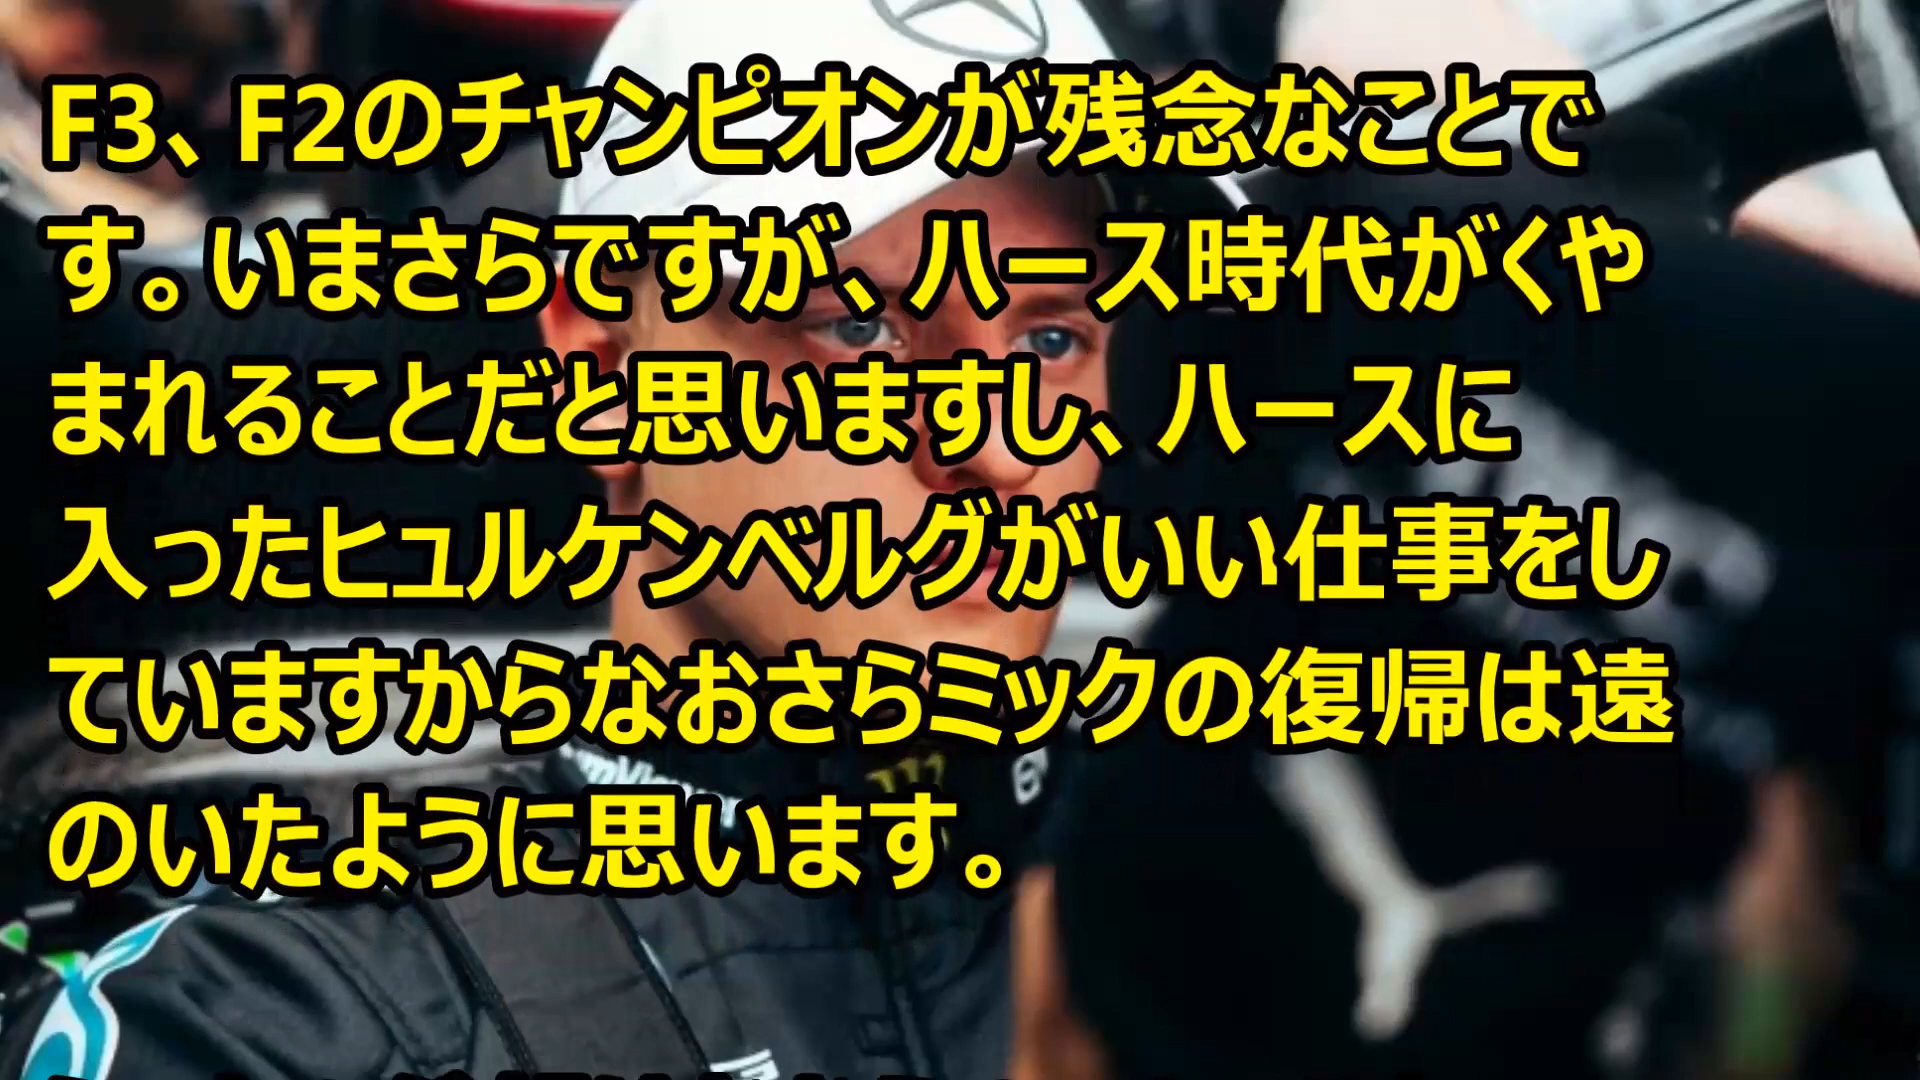 F3、F2のチャンピオンが残念なことで
す。いまさらですが、ハース時代がくや
まれることだと思いますし、ハースに
入ったヒュルケンベルグがいい仕事をし
ていますからなおさらミックの復帰は遠
のいたように思います。